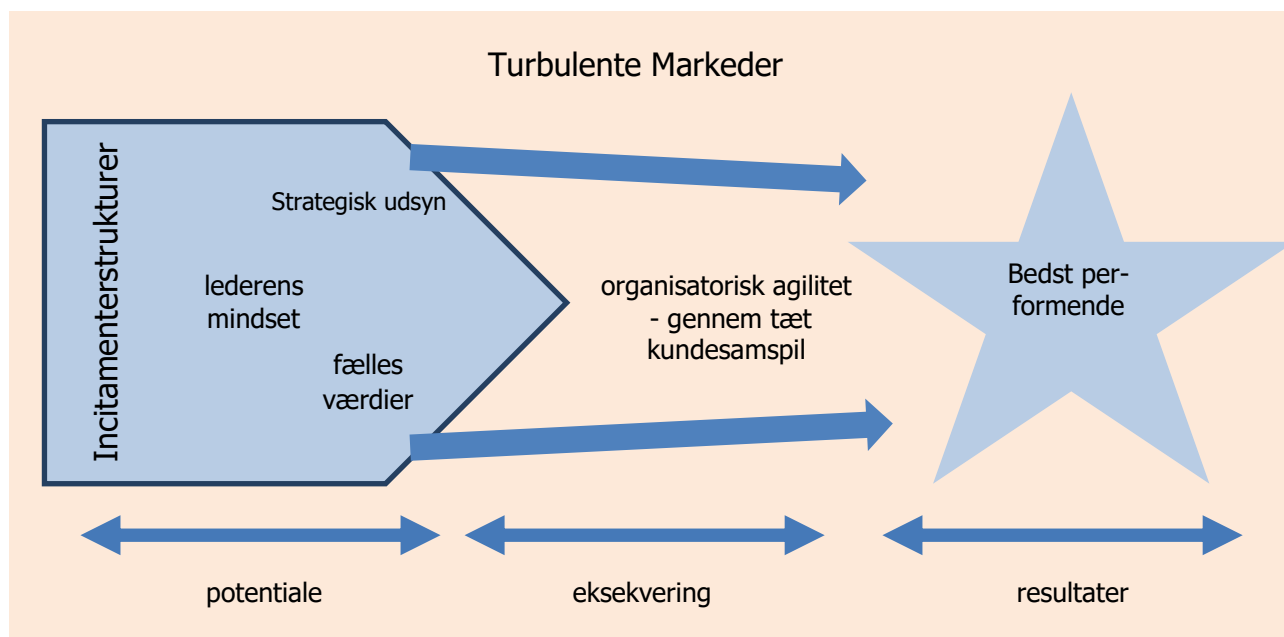 Turbulente Markeder
Incitamenterstrukturer
Strategisk udsyn
lederens
mindset
fælles
værdier
organisatorisk agilitet
- gennem tæt
kundesamspil
Bedst per-
formende
potentiale
eksekvering
resultater